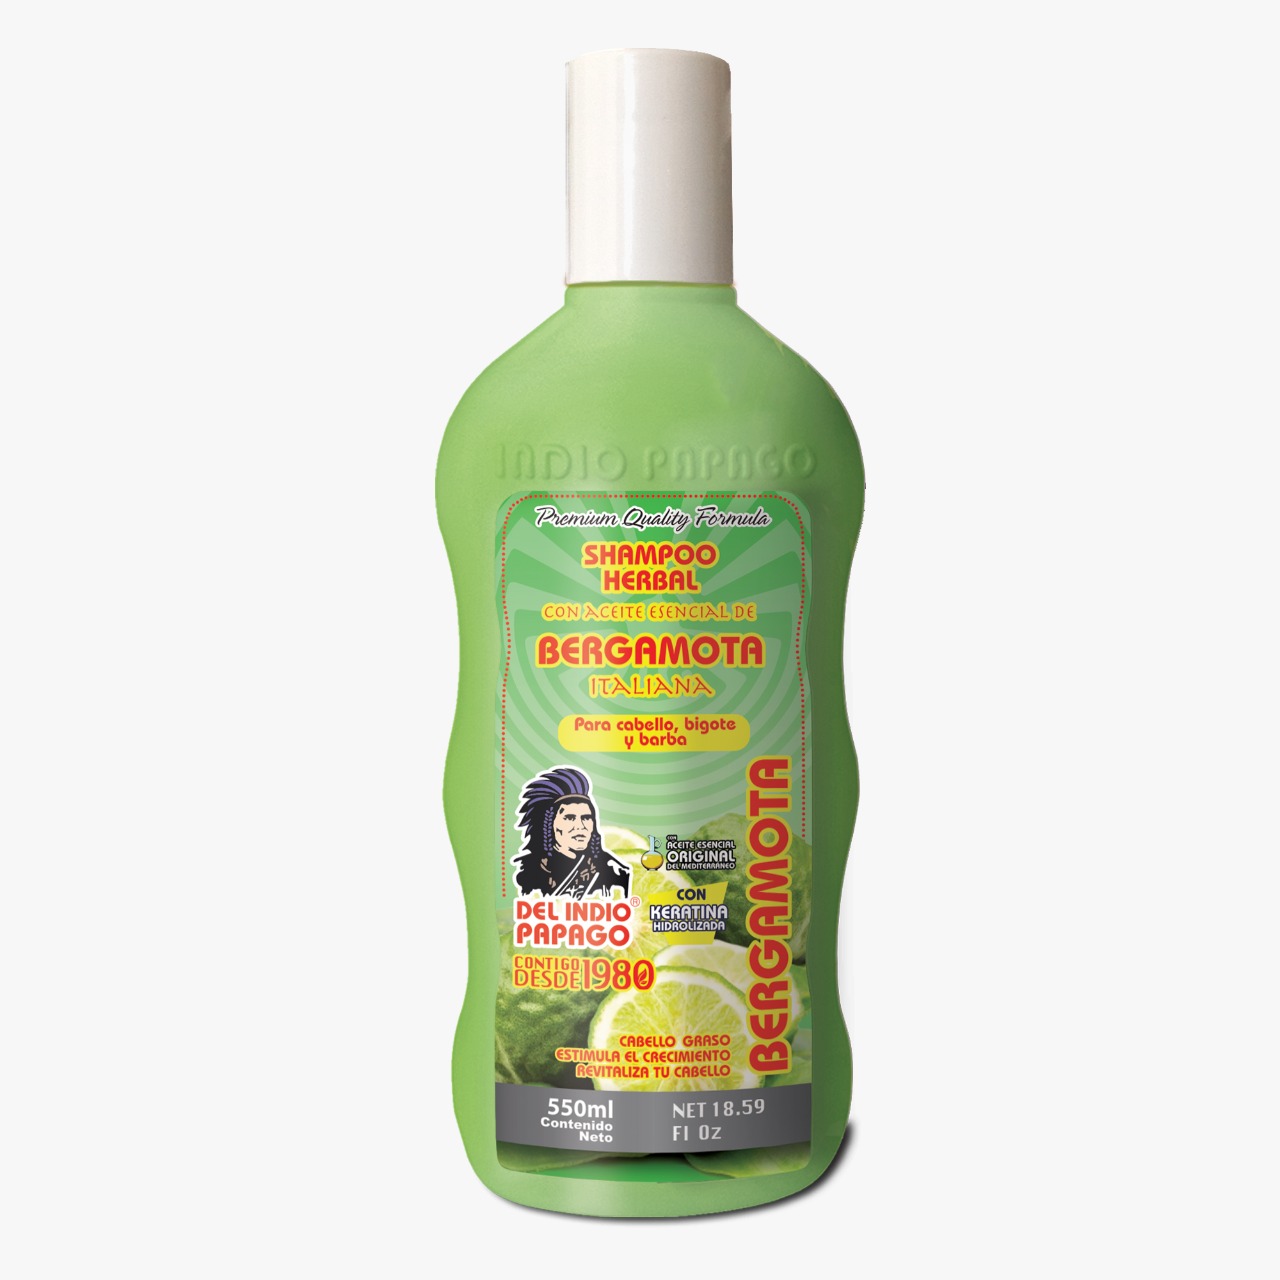 INDIO PAPAGO
Premium Quality Formula
SHAMPOO
HERBAL
CON ACEITE ESENCIAL DE
BERGAMOTA
ITALIANA
Para cabello, bigote
y barba
BERGAMOTA
CON
ACEITE ESENCIAL
ORIGINAL
DEL MEDITERRÁNEO
CON
KERATINA
HIDROLIZADA
DEL INDIO®
PAPAGO
CONTIGO
DESDE 1980
CABELLO GRASO
ESTIMULA EL CRECIMIENTO
REVITALIZA TU CABELLO
550ml
Contenido
Neto
NET 18.59
Fl Oz